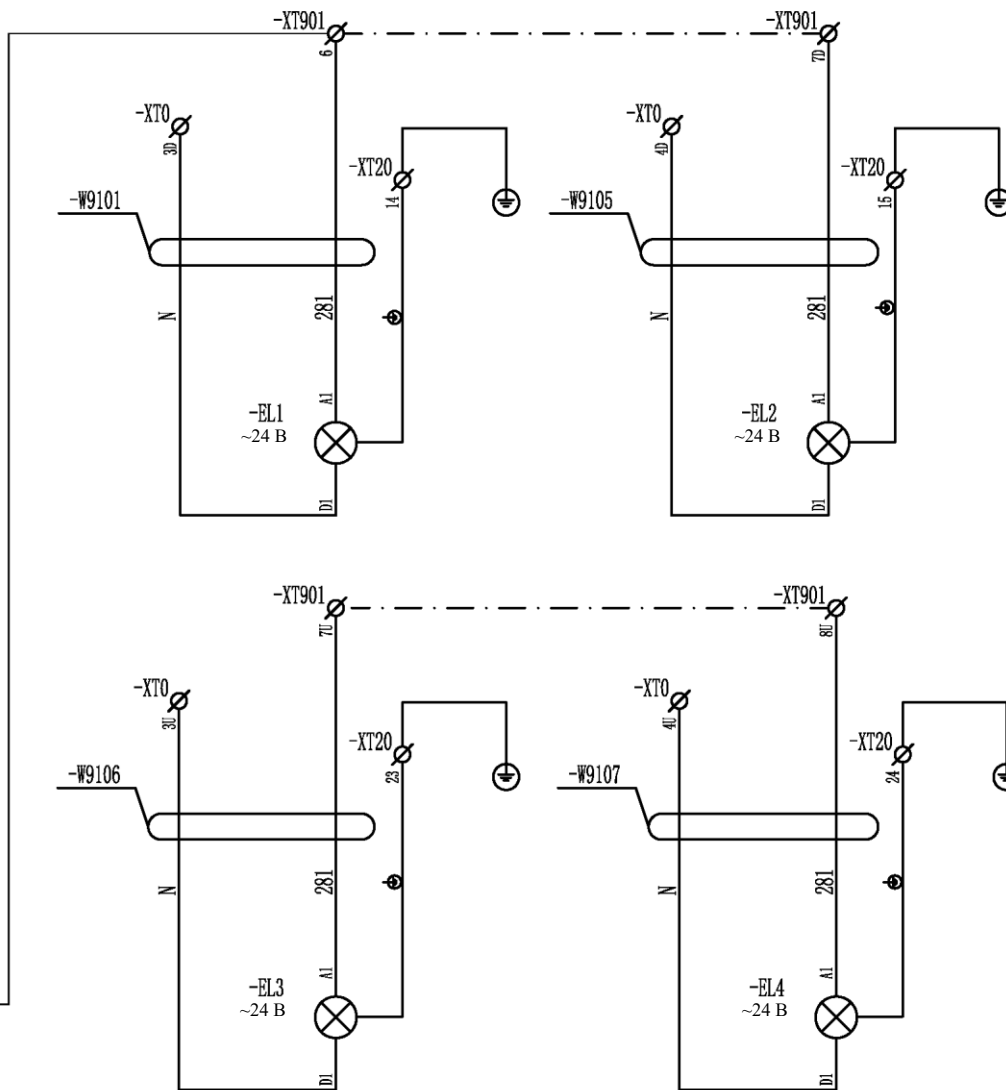 -XT901
6
-XT901
7D
-XT0
3D
-XT20
14
-XT0
4D
-XT20
15
-W9101
-W9105
N
281
N
281
A1
-EL1
~24 В
D1
A1
-EL2
~24 В
D1
-XT901
7U
-XT901
8U
-XT0
3U
-XT20
23
-XT0
4U
-XT20
24
-W9106
-W9107
N
281
N
281
A1
-EL3
~24 В
D1
A1
-EL4
~24 В
D1